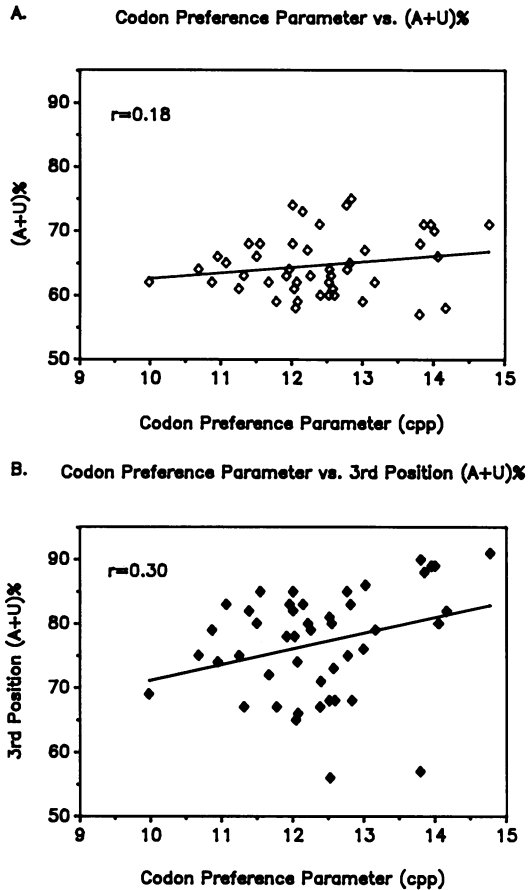 A. Codon Preference Parameter vs. (A+U)%
r=0.18
(A+U)%
90
80
70
60
50
9 10 11 12 13 14 15
Codon Preference Parameter (cpp)
B. Codon Preference Parameter vs. 3rd Position (A+U)%
r=0.30
3rd Position (A+U)%
90
80
70
60
50
9 10 11 12 13 14 15
Codon Preference Parameter (cpp)